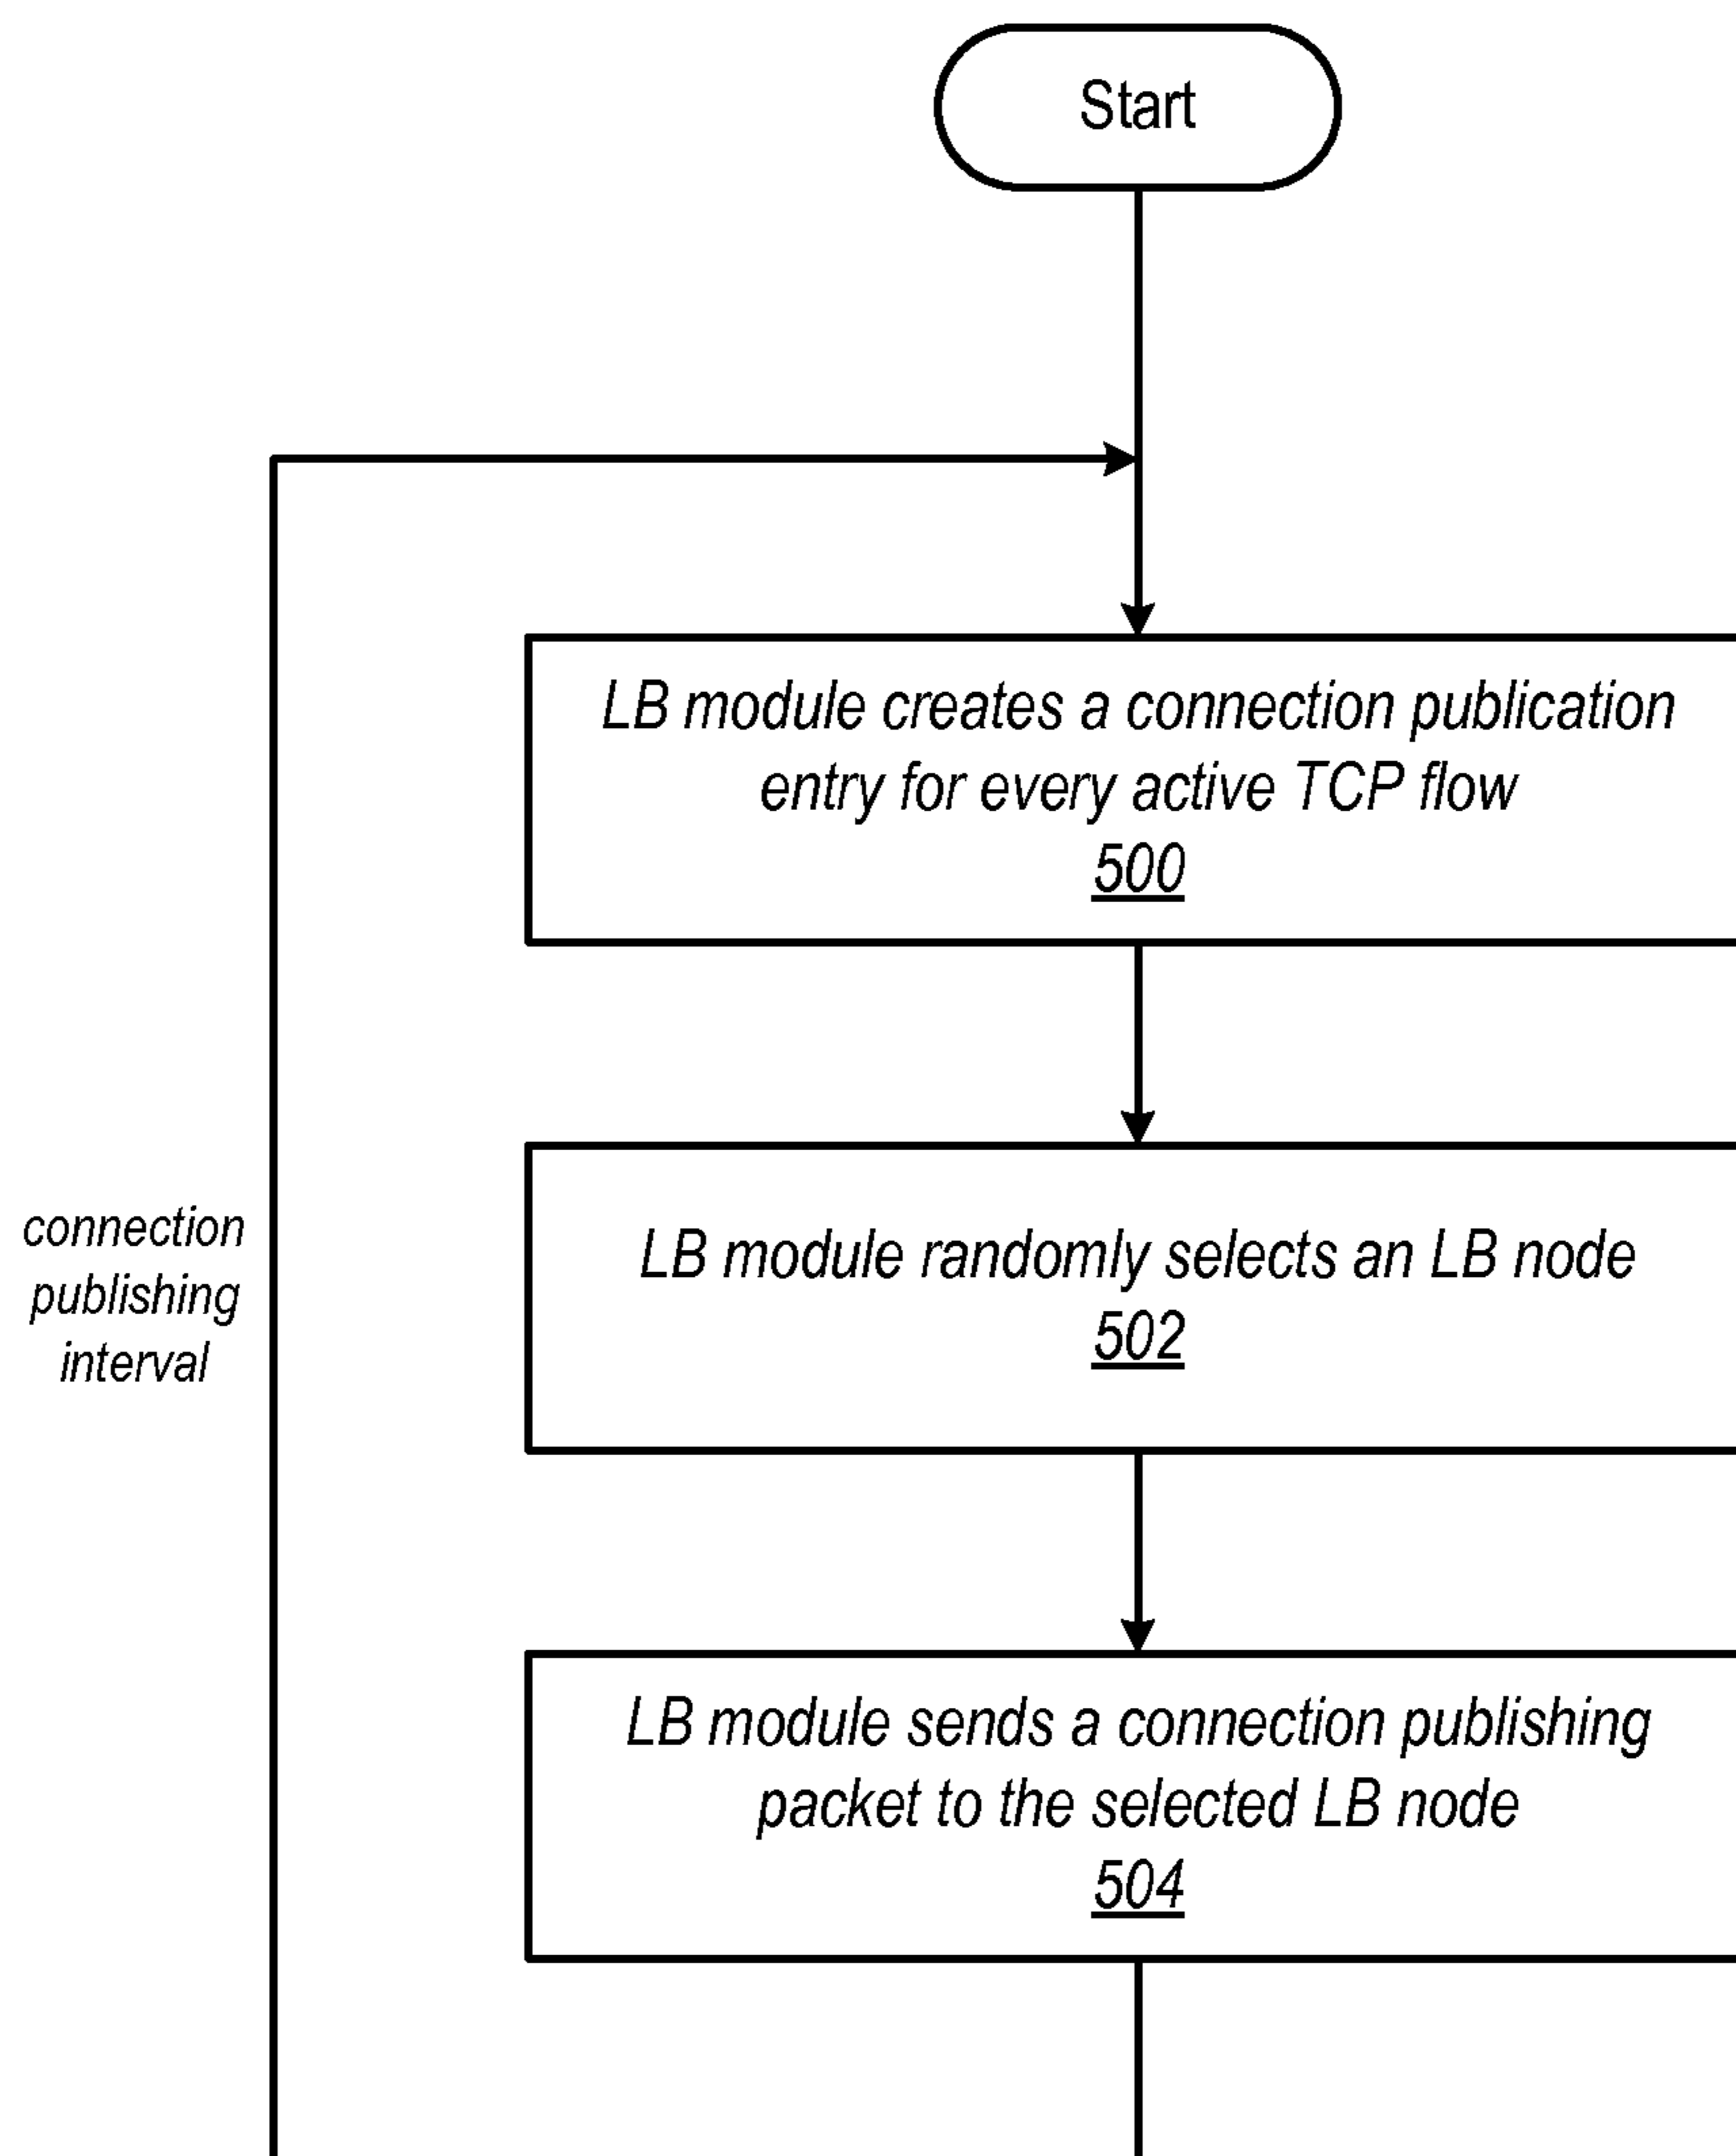 Start
LB module creates a connection publication
entry for every active TCP flow
500
LB module randomly selects an LB node
502
connection
publishing
interval
LB module sends a connection publishing
packet to the selected LB node
504